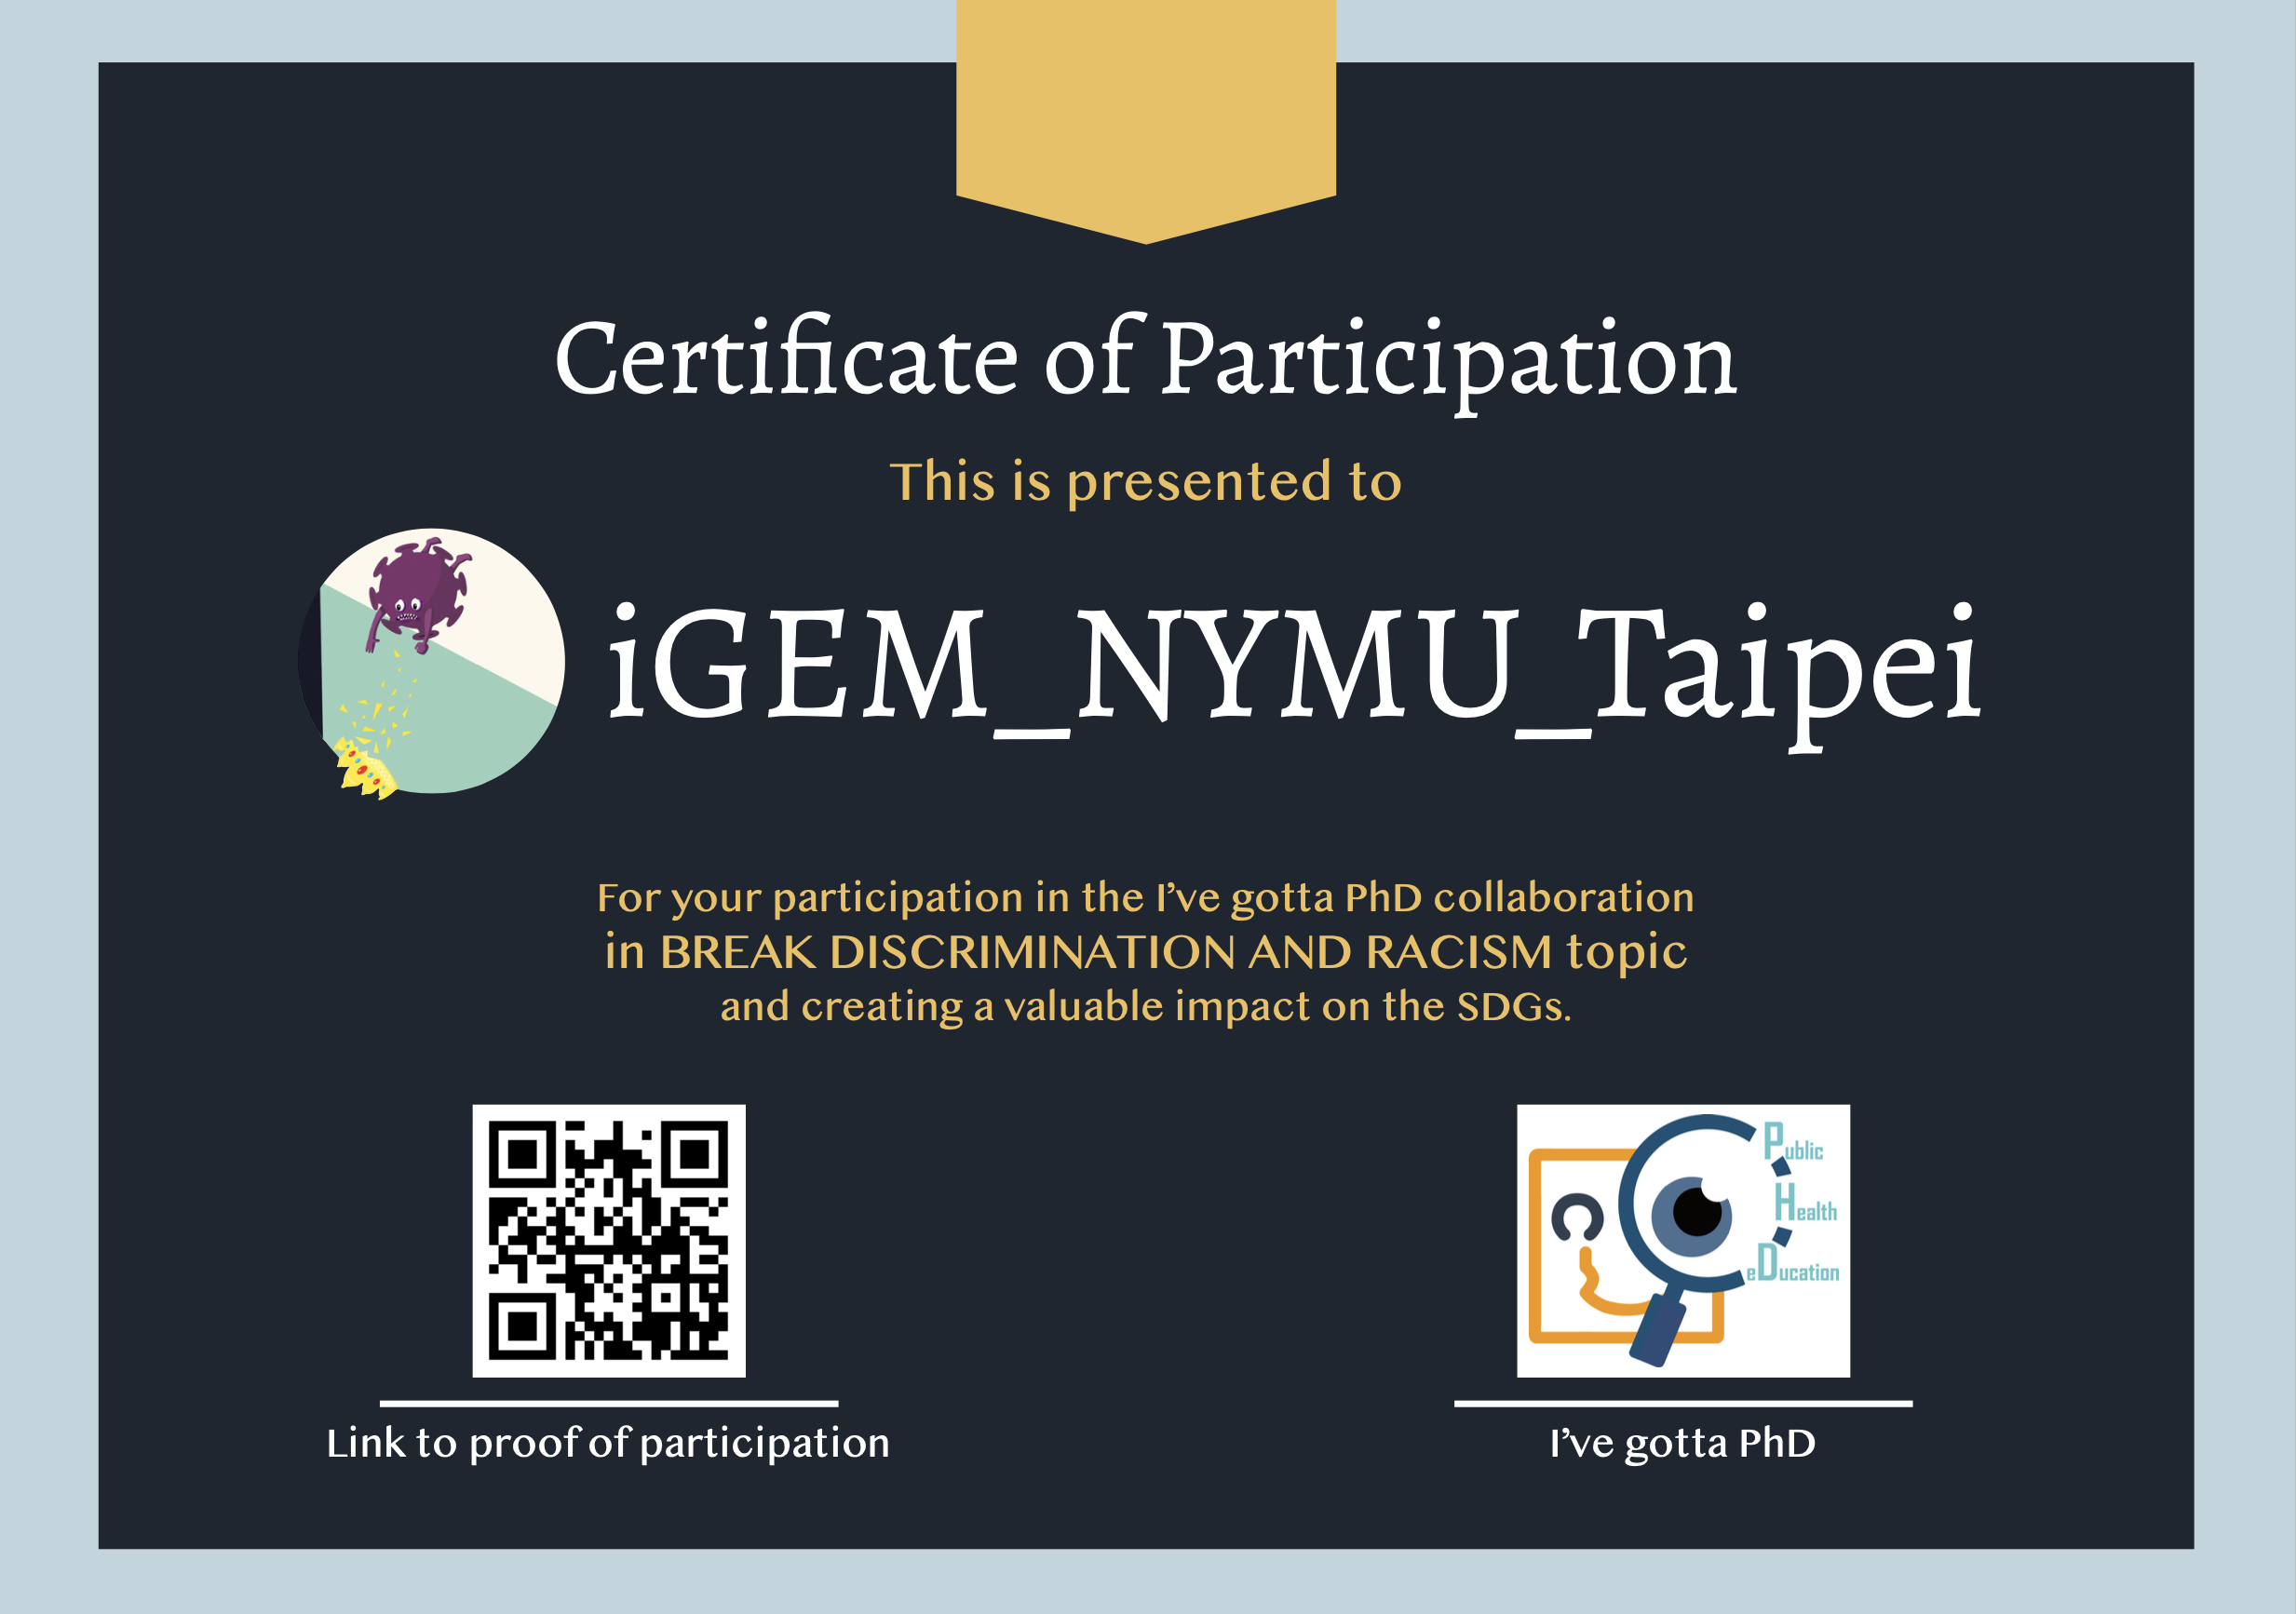 Certificate of Participation
This is presented to
iGEM_NYMU_Taipei
For your participation in the I’ve gotta PhD collaboration
in BREAK DISCRIMINATION AND RACISM topic
and creating a valuable impact on the SDGs.
Public
Health
eDucation
Link to proof of participation
I’ve gotta PhD